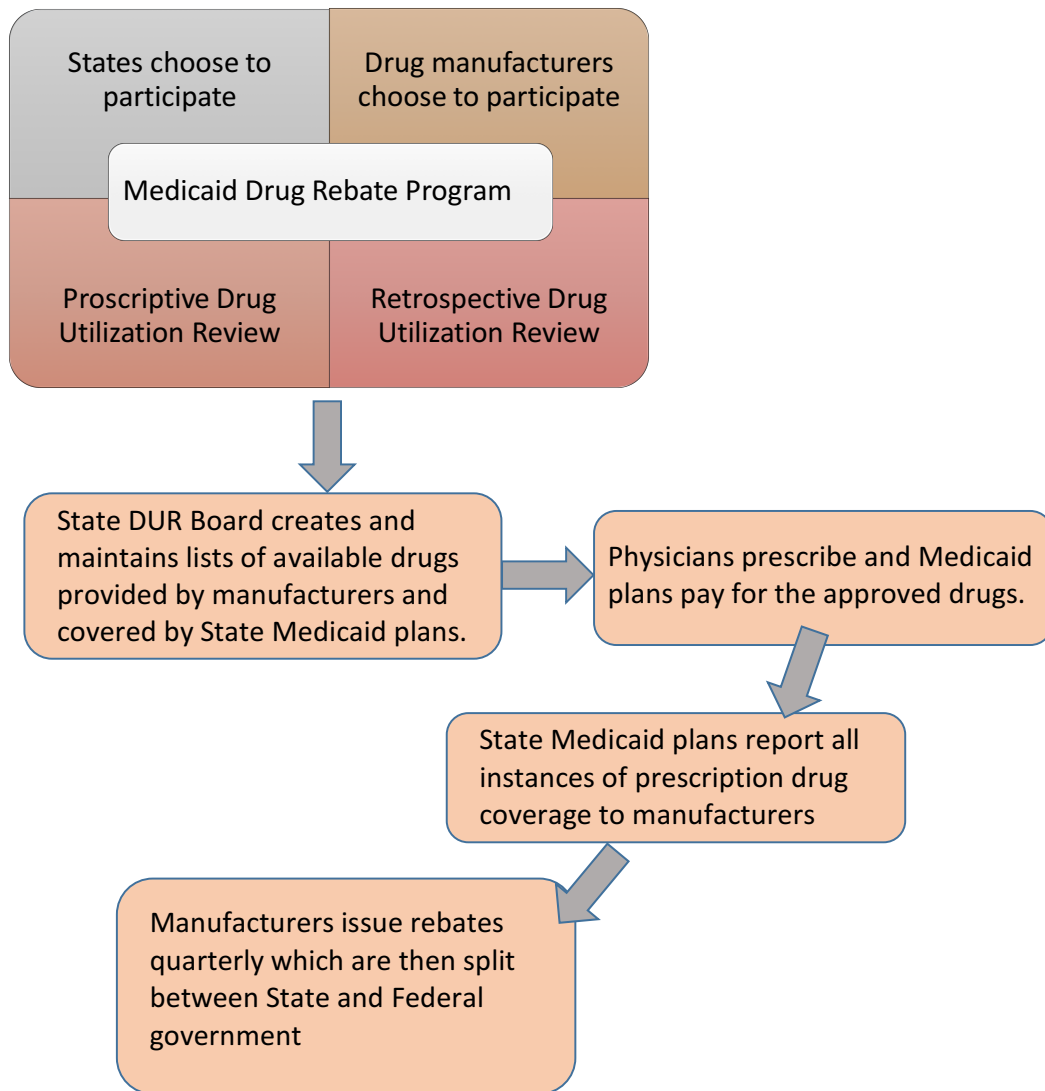 States choose to
participate
Drug manufacturers
choose to participate
Medicaid Drug Rebate Program
Proscriptive Drug
Utilization Review
Retrospective Drug
Utilization Review
State DUR Board creates and
maintains lists of available drugs
provided by manufacturers and
covered by State Medicaid plans.
Physicians prescribe and Medicaid
plans pay for the approved drugs.
State Medicaid plans report all
instances of prescription drug
coverage to manufacturers
Manufacturers issue rebates
quarterly which are then split
between State and Federal
government